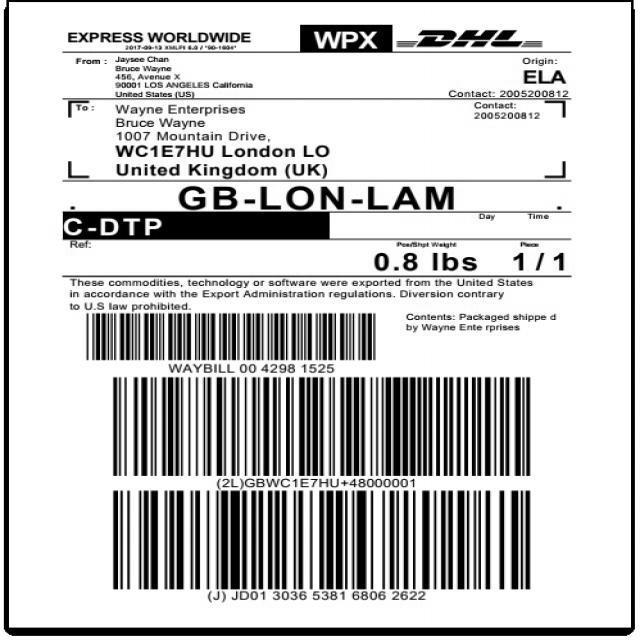 EXPRESS WORLDWIDE
2017-09-13 XMLPI 6.0 / *90-1604*
WPX
DHL
From :
Jaysee Chan
Bruce Wayne
456, Avenue X
90001 LOS ANGELES California
United States (US)
Origin:
ELA
Contact: 2005200812
To :
Wayne Enterprises
Bruce Wayne
1007 Mountain Drive,
WC1E7HU London LO
United Kingdom (UK)
Contact:
2005200812
. GB-LON-LAM .
C-DTP
Day Time
Ref:
Pce/Shpt Weight Piece
0.8 lbs 1 / 1
These commodities, technology or software were exported from the United States
in accordance with the Export Administration regulations. Diversion contrary
to U.S law prohibited.
Contents: Packaged shippe d
by Wayne Ente rprises
WAYBILL 00 4298 1525
(2L)GBWC1E7HU+48000001
(J) JD01 3036 5381 6806 2622